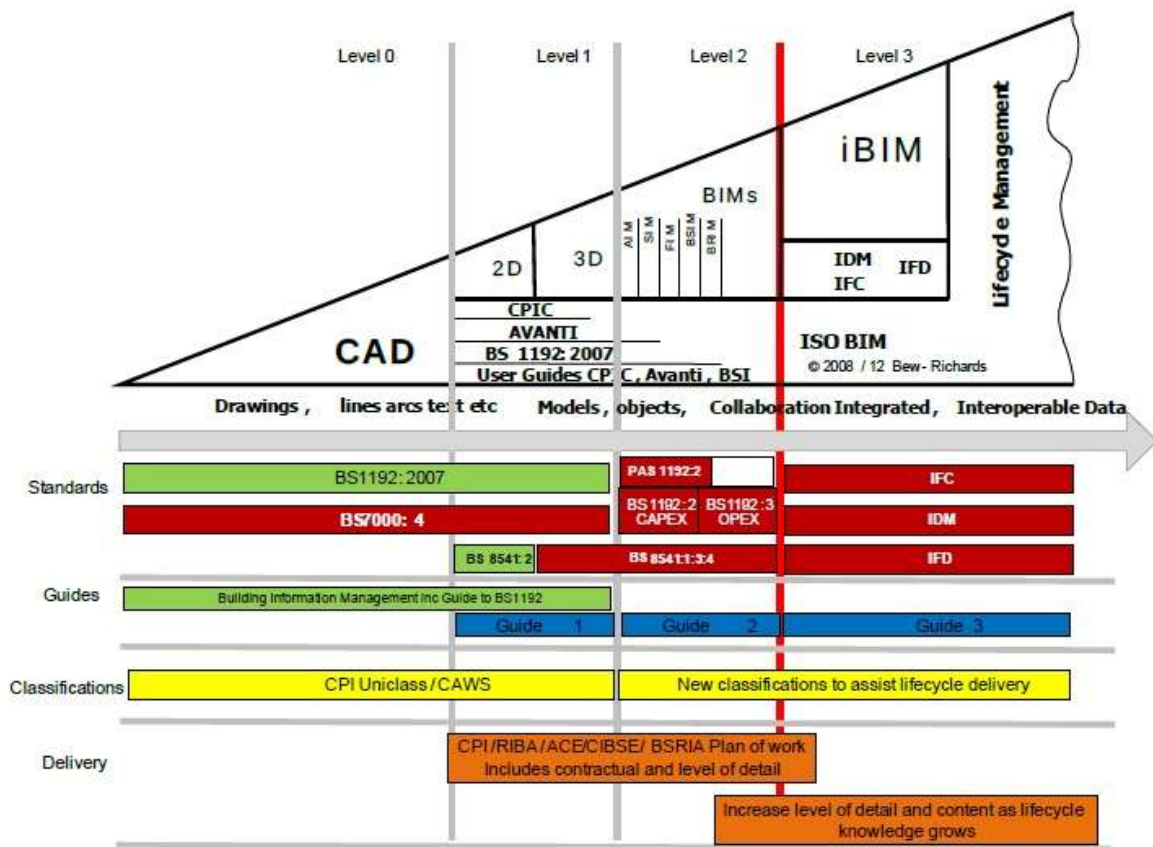 Level 0
Level 1
Level 2
Level 3
iBIM
BIMs
Lifecycle Management
2D
3D
AIM
SIM
FIM
BSIM
BRIM
IDM
IFD
IFC
CPIC
AVANTI
CAD
BS 1192:2007
ISO BIM
User Guides CPIC, Avanti, BSI
© 2008 / 12 Bew - Richards
Drawings, lines arcs text etc Models, objects, Collaboration Integrated, Interoperable Data
Standards
BS1192:2007
PAS 1192:2
IFC
BS7000: 4
BS 1192:2
CAPEX
BS1192:3
OPEX
IDM
BS 8541: 2
BS 8541:1:3:4
IFD
Guides
Building Information Management Inc Guide to BS1192
Guide 1
Guide 2
Guide 3
Classifications
CPI Uniclass/CAWS
New classifications to assist lifecycle delivery
Delivery
CPI/RIBA/ACE/CIBSE/ BSRIA Plan of work
Includes contractual and level of detail
Increase level of detail and content as lifecycle
knowledge grows